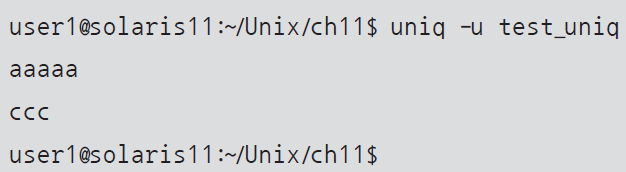 user1@solaris11:~/Unix/ch11$ uniq -u test_uniq
aaaaa
ccc
user1@solaris11:~/Unix/ch11$